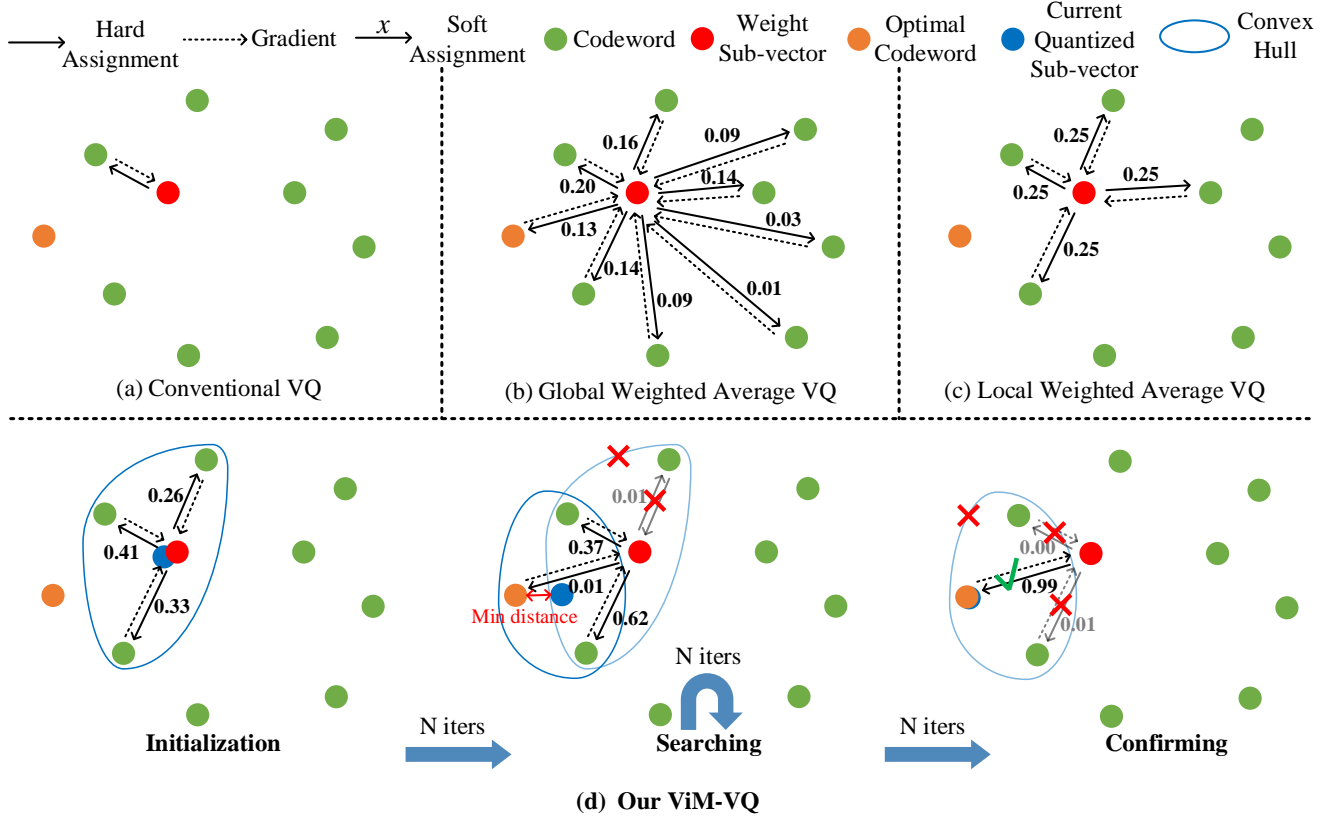 x
Hard
Assignment
Gradient
Soft
Assignment
Codeword
Weight
Sub-vector
Optimal
Codeword
Current
Quantized
Sub-vector
Convex
Hull
(a) Conventional VQ
0.16
0.09
0.20
0.14
0.13
0.03
0.14
0.09
0.01
(b) Global Weighted Average VQ
0.25
0.25
0.25
0.25
(c) Local Weighted Average VQ
0.26
0.41
0.33
Initialization
N iters
0.01
0.37
0.01
Min distance
0.62
N iters
Searching
N iters
0.00
0.99
0.01
Confirming
(d) Our ViM-VQ